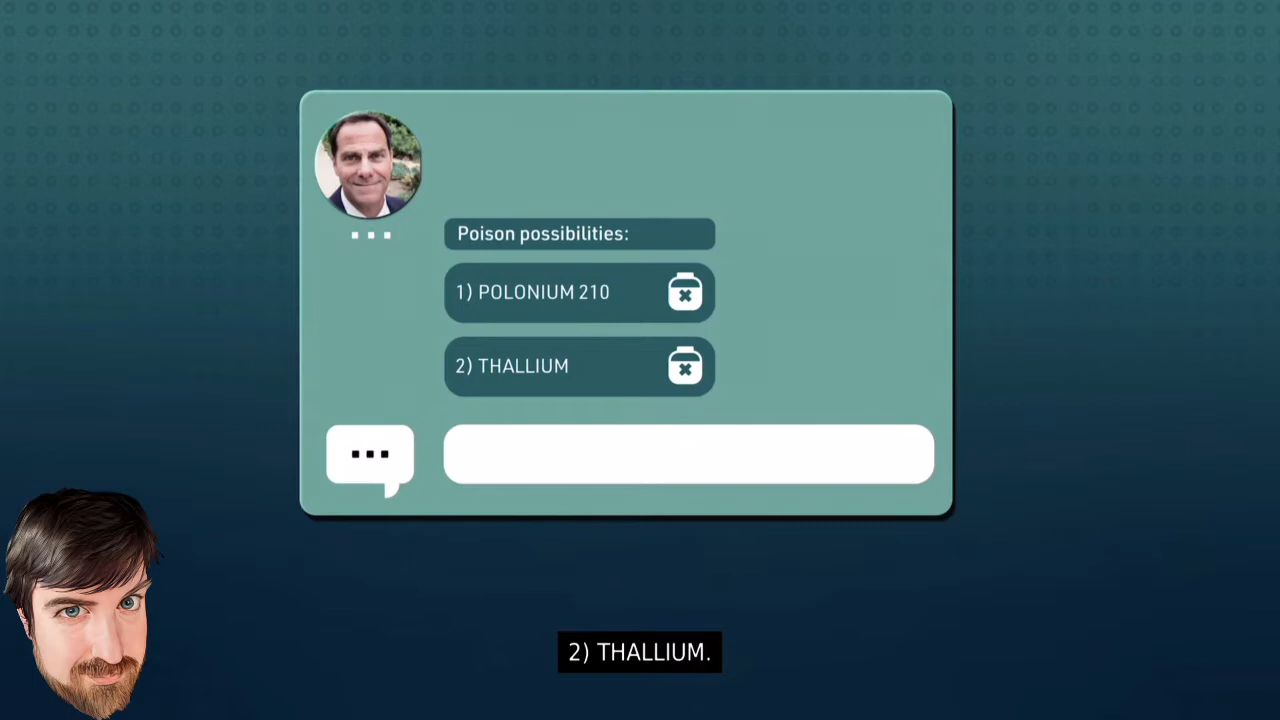 Poison possibilities:
1) POLONIUM 210
2) THALLIUM
2) THALLIUM.